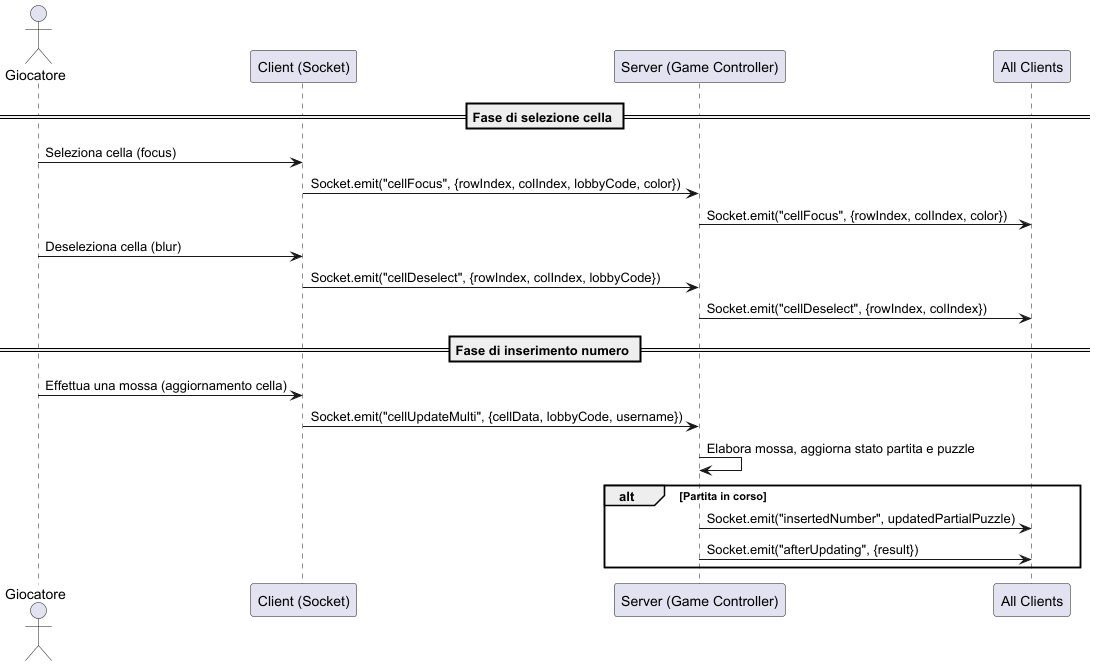 Giocatore
Client (Socket)
Server (Game Controller)
All Clients
Fase di selezione cella
Seleziona cella (focus)
Socket.emit("cellFocus", {rowIndex, colIndex, lobbyCode, color})
Socket.emit("cellFocus", {rowIndex, colIndex, color})
Deseleziona cella (blur)
Socket.emit("cellDeselect", {rowIndex, colIndex, lobbyCode})
Socket.emit("cellDeselect", {rowIndex, colIndex})
Fase di inserimento numero
Effettua una mossa (aggiornamento cella)
Socket.emit("cellUpdateMulti", {cellData, lobbyCode, username})
Elabora mossa, aggiorna stato partita e puzzle
alt [Partita in corso]
Socket.emit("insertedNumber", updatedPartialPuzzle)
Socket.emit("afterUpdating", {result})
Giocatore
Client (Socket)
Server (Game Controller)
All Clients